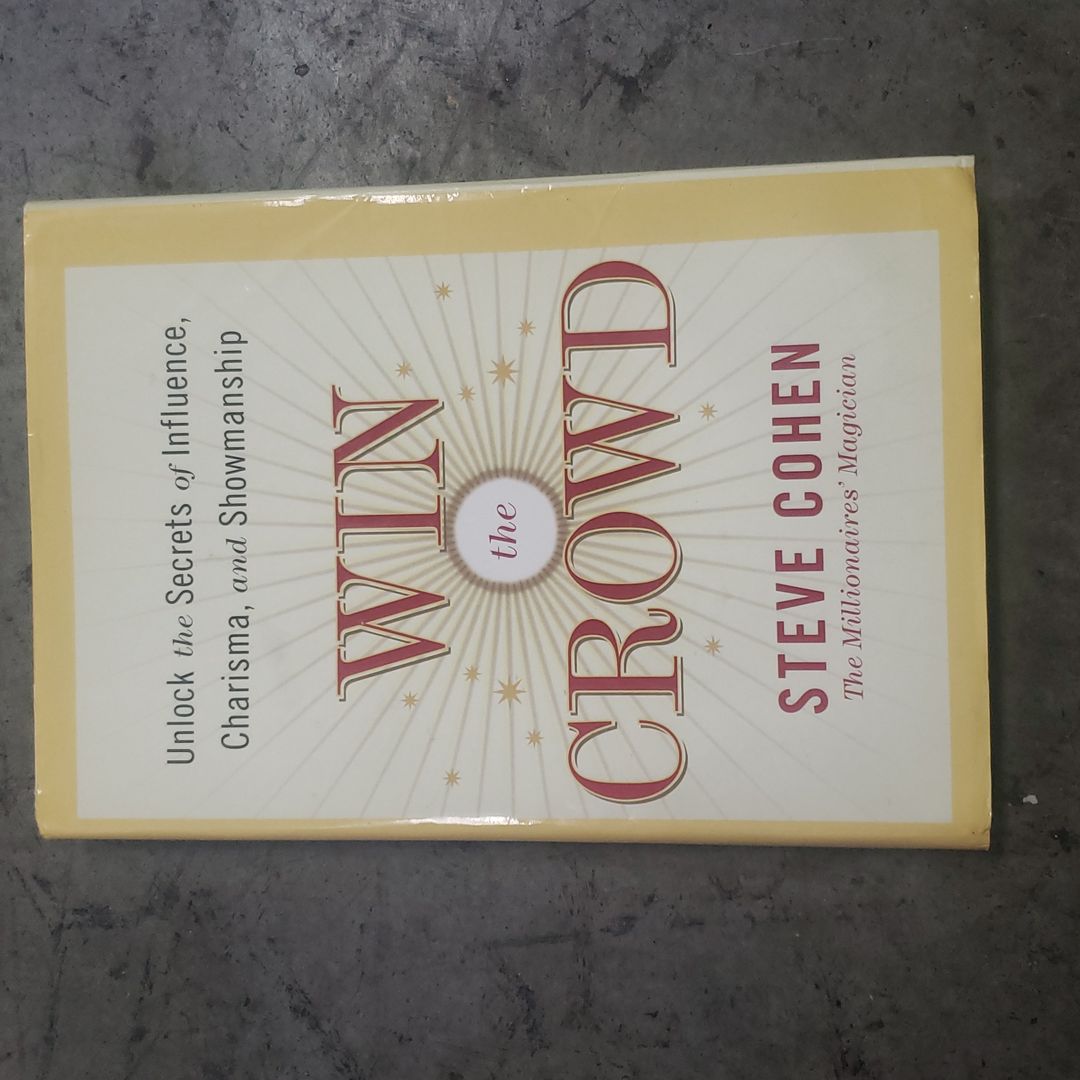 Unlock the Secrets of Influence,
Charisma, and Showmanship
WIN
the
CROWD
STEVE COHEN
The Millionaires' Magician